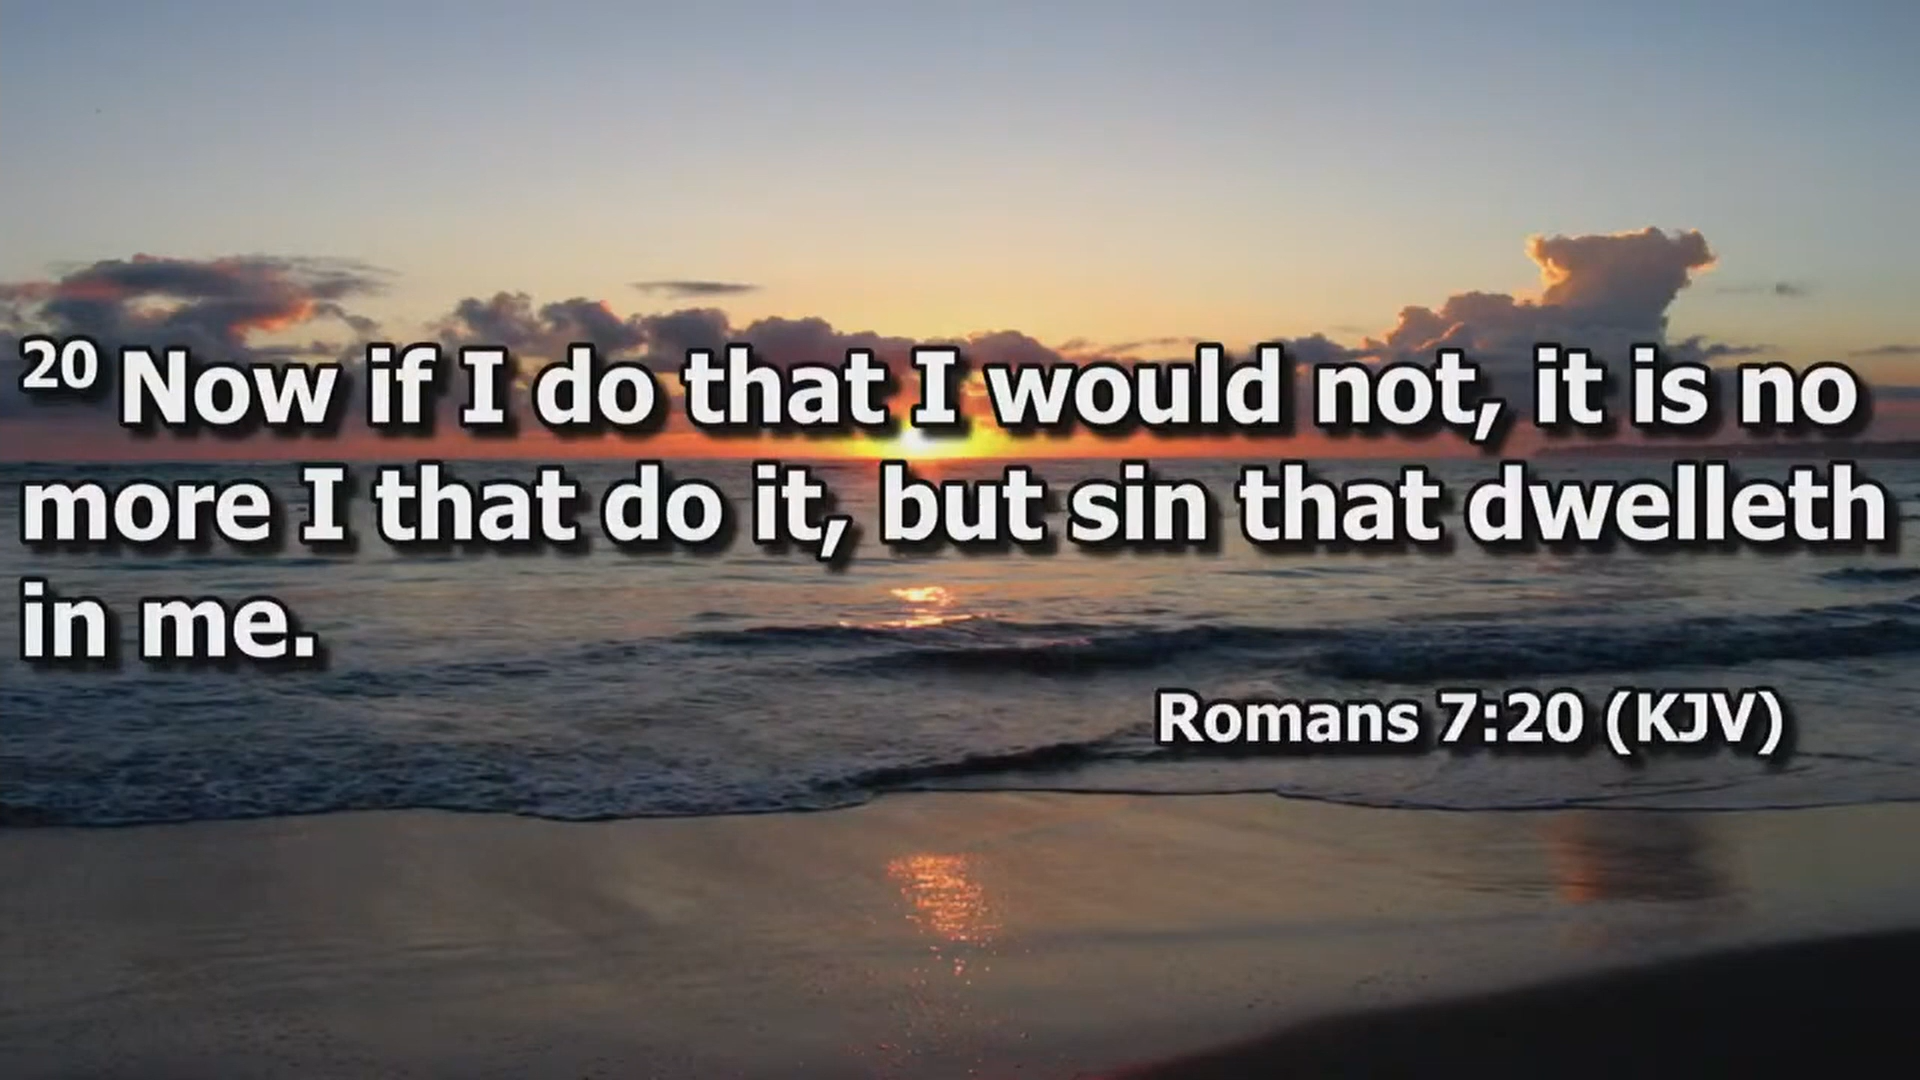 20 Now if I do that I would not, it is no
more I that do it, but sin that dwelleth
in me.
Romans 7:20 (KJV)